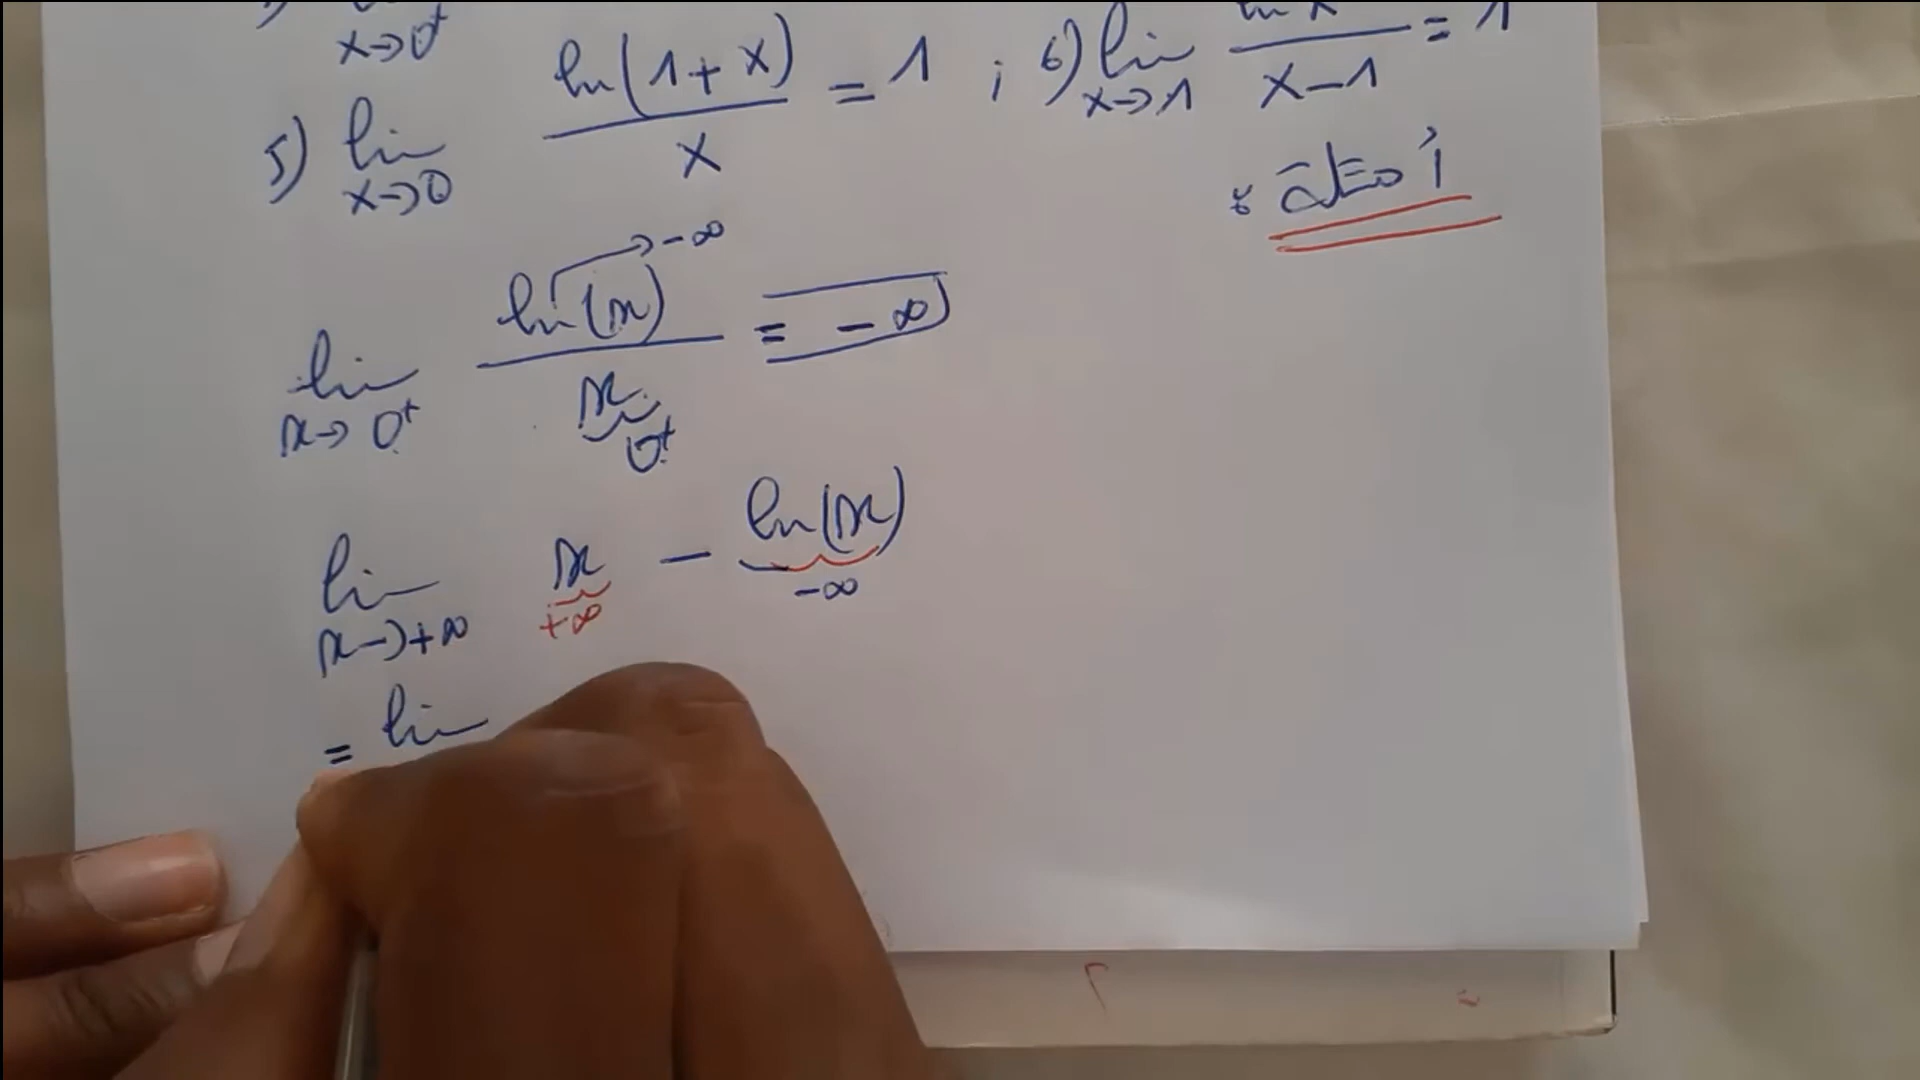 x→0⁺
5) lim x→0 ln(1+x)/x = 1 ; 6) lim x→1 ln x/(x-1) = 1
أمثلة :
lim x→0⁺ ln(x)/x = -∞
→ -∞
0⁺
lim x→+∞ x - ln(x)
+∞ -∞
= lim